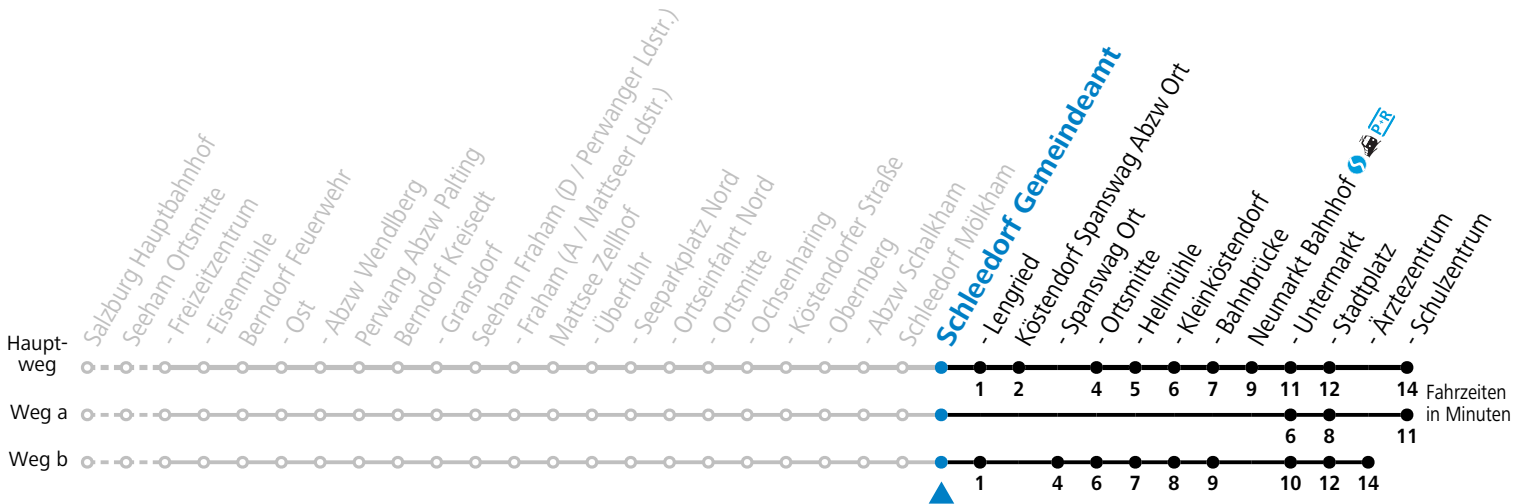 Salzburg Hauptbahnhof
Seeham Ortsmitte
- Freizeitzentrum
- Eisenmühle
Berndorf Feuerwehr
- Ost
- Abzw Wendlberg
Perwang Abzw Palting
Berndorf Kreisedt
- Gransdorf
Seeham Fraham (D / Perwanger Ldstr.)
- Fraham (A / Mattseer Ldstr.)
Mattsee Zellhof
- Überfuhr
- Seeparkplatz Nord
- Ortseinfahrt Nord
- Ortsmitte
- Ochsenharing
- Köstendorfer Straße
- Obernberg
- Abzw Schalkham
Schleedorf Mölkham
Schleedorf Gemeindeamt
- Lengried
Köstendorf Spanswag Abzw Ort
- Spanswag Ort
- Ortsmitte
- Hellmühle
- Kleinköstendorf
- Bahnbrücke
Neumarkt Bahnhof S P+R
- Untermarkt
- Stadtplatz
- Ärztezentrum
- Schulzentrum
Haupt-
weg
1 2 4 5 6 7 9 11 12 14
Fahrzeiten
in Minuten
Weg a
6 8 11
Weg b
1 4 6 7 8 9 10 12 14